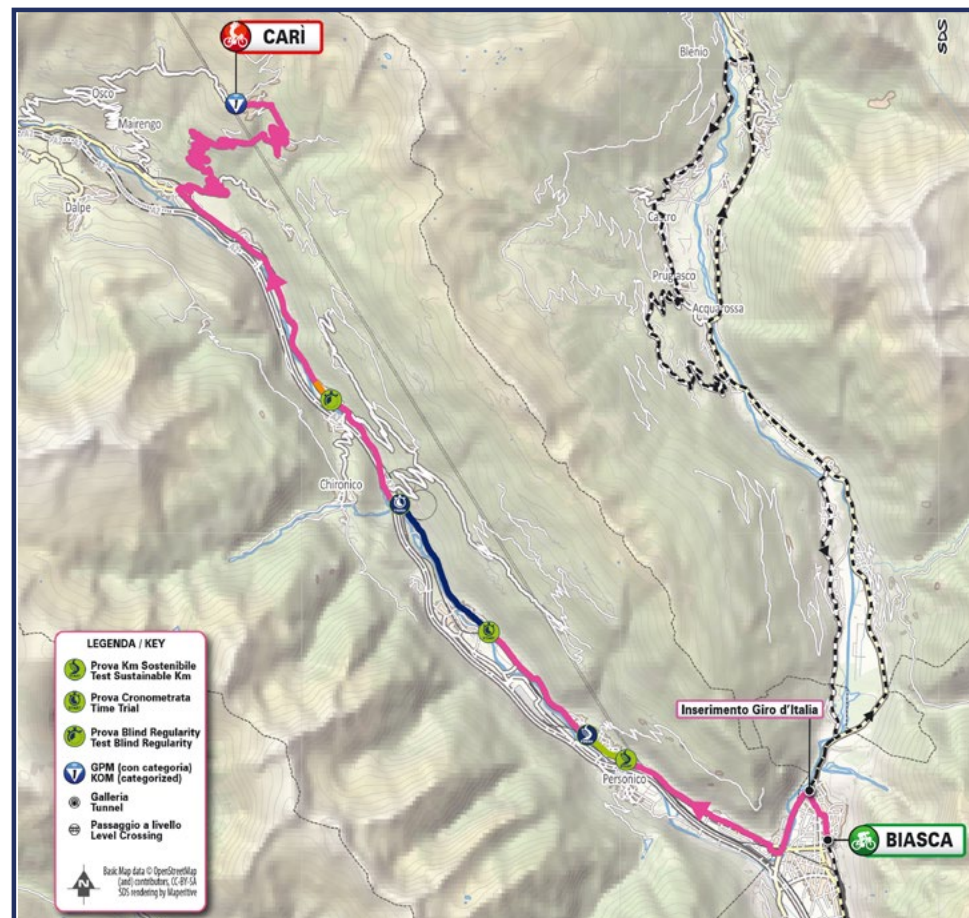 SDS
CARÌ
Blenio
Osco
Mairengo
Dalpe
Castro
Prugiasco
Acquarossa
Chironico
Personico
Inserimento Giro d'Italia
BIASCA
LEGENDA / KEY
Prova Km Sostenibile
Test Sustainable Km
Prova Cronometrata
Time Trial
Prova Blind Regularity
Test Blind Regularity
GPM (con categoria)
KOM (categorized)
Galleria
Tunnel
Passaggio a livello
Level Crossing
N
Basic Map data © OpenStreetMap
(and) contributors, CC-BY-SA
SDS rendering by Maperitive